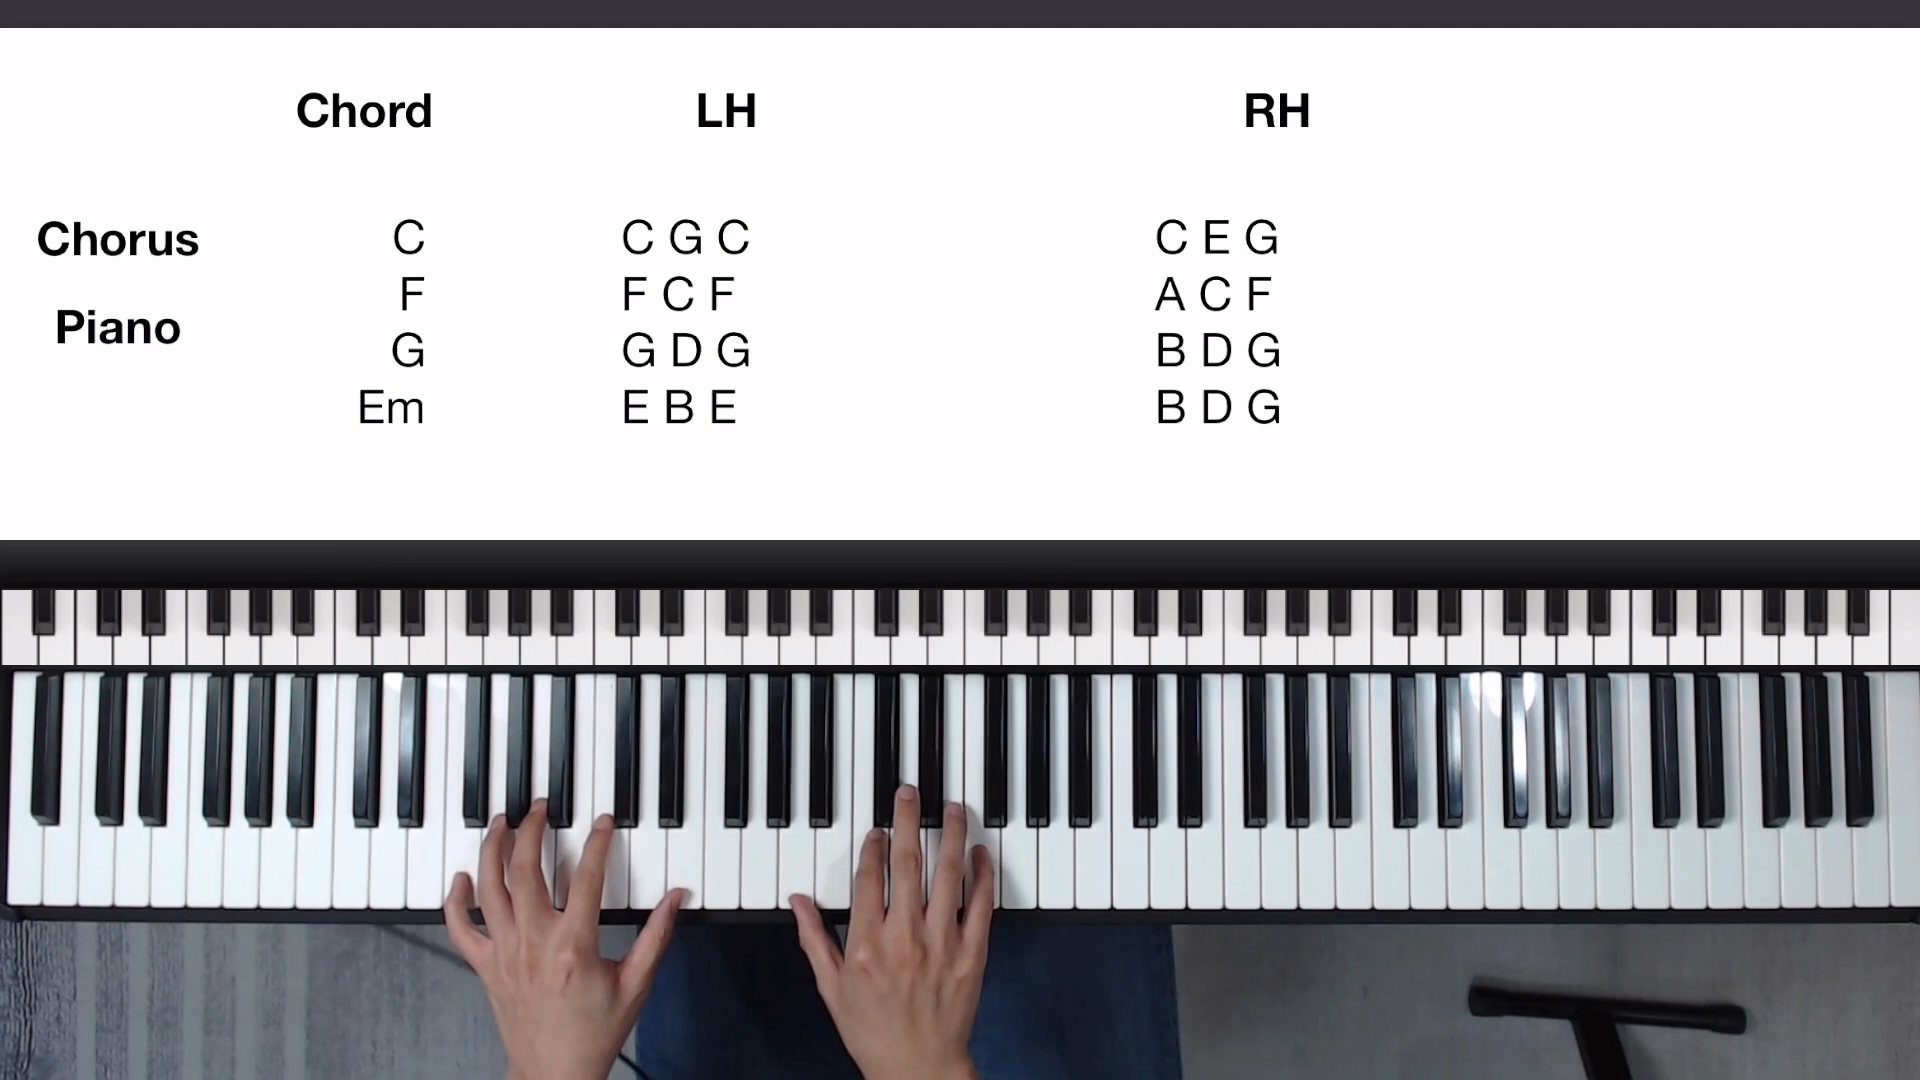 Chord LH RH
Chorus C C G C C E G
F F C F A C F
Piano
G G D G B D G
Em E B E B D G